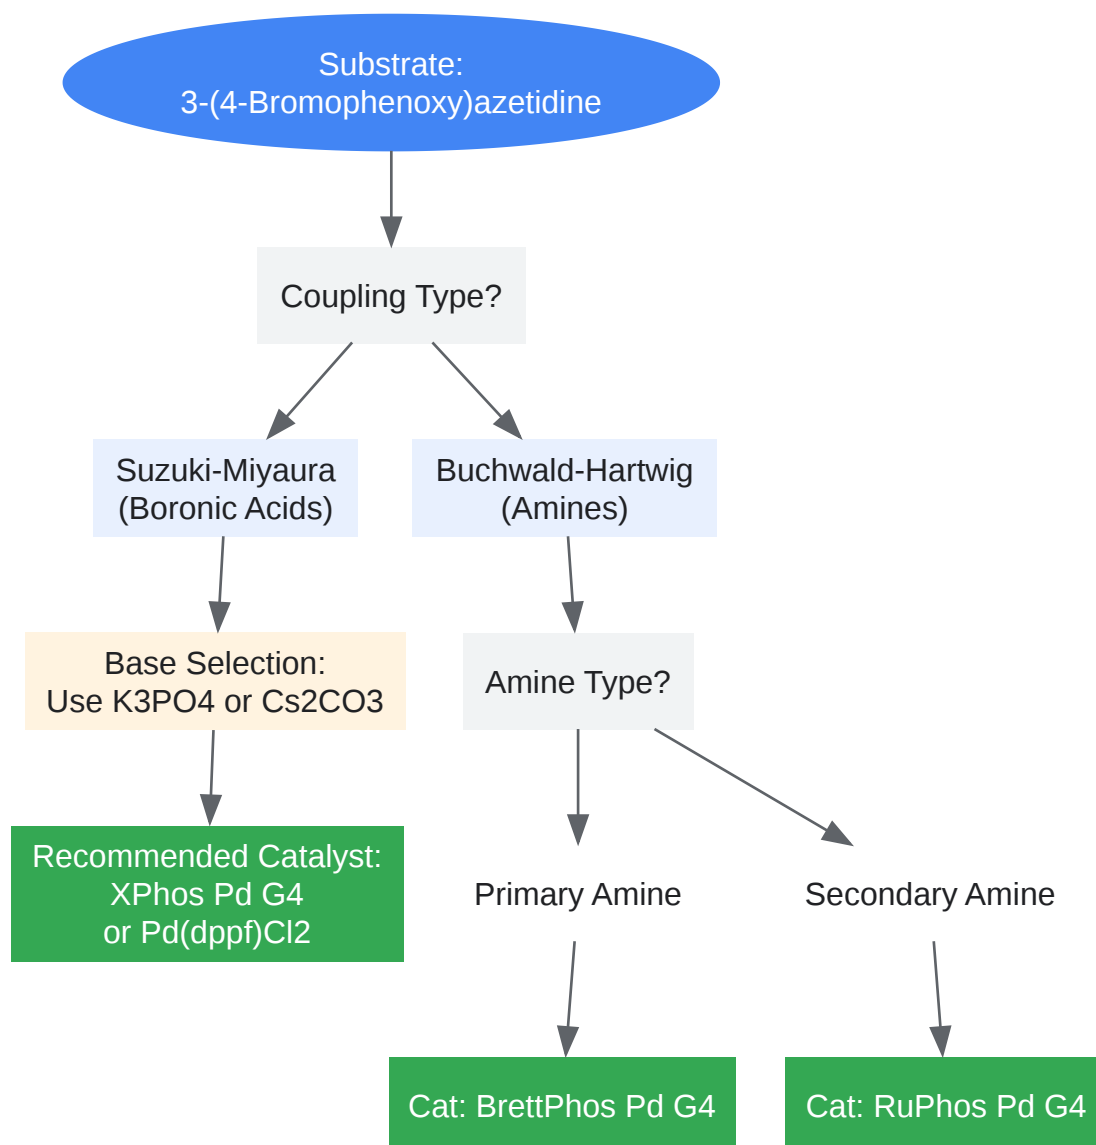 Substrate:
3-(4-Bromophenoxy)azetidine
Coupling Type?
Suzuki-Miyaura
(Boronic Acids)
Buchwald-Hartwig
(Amines)
Base Selection:
Use K3PO4 or Cs2CO3
Amine Type?
Recommended Catalyst:
XPhos Pd G4
or Pd(dppf)Cl2
Primary Amine
Secondary Amine
Cat: BrettPhos Pd G4
Cat: RuPhos Pd G4